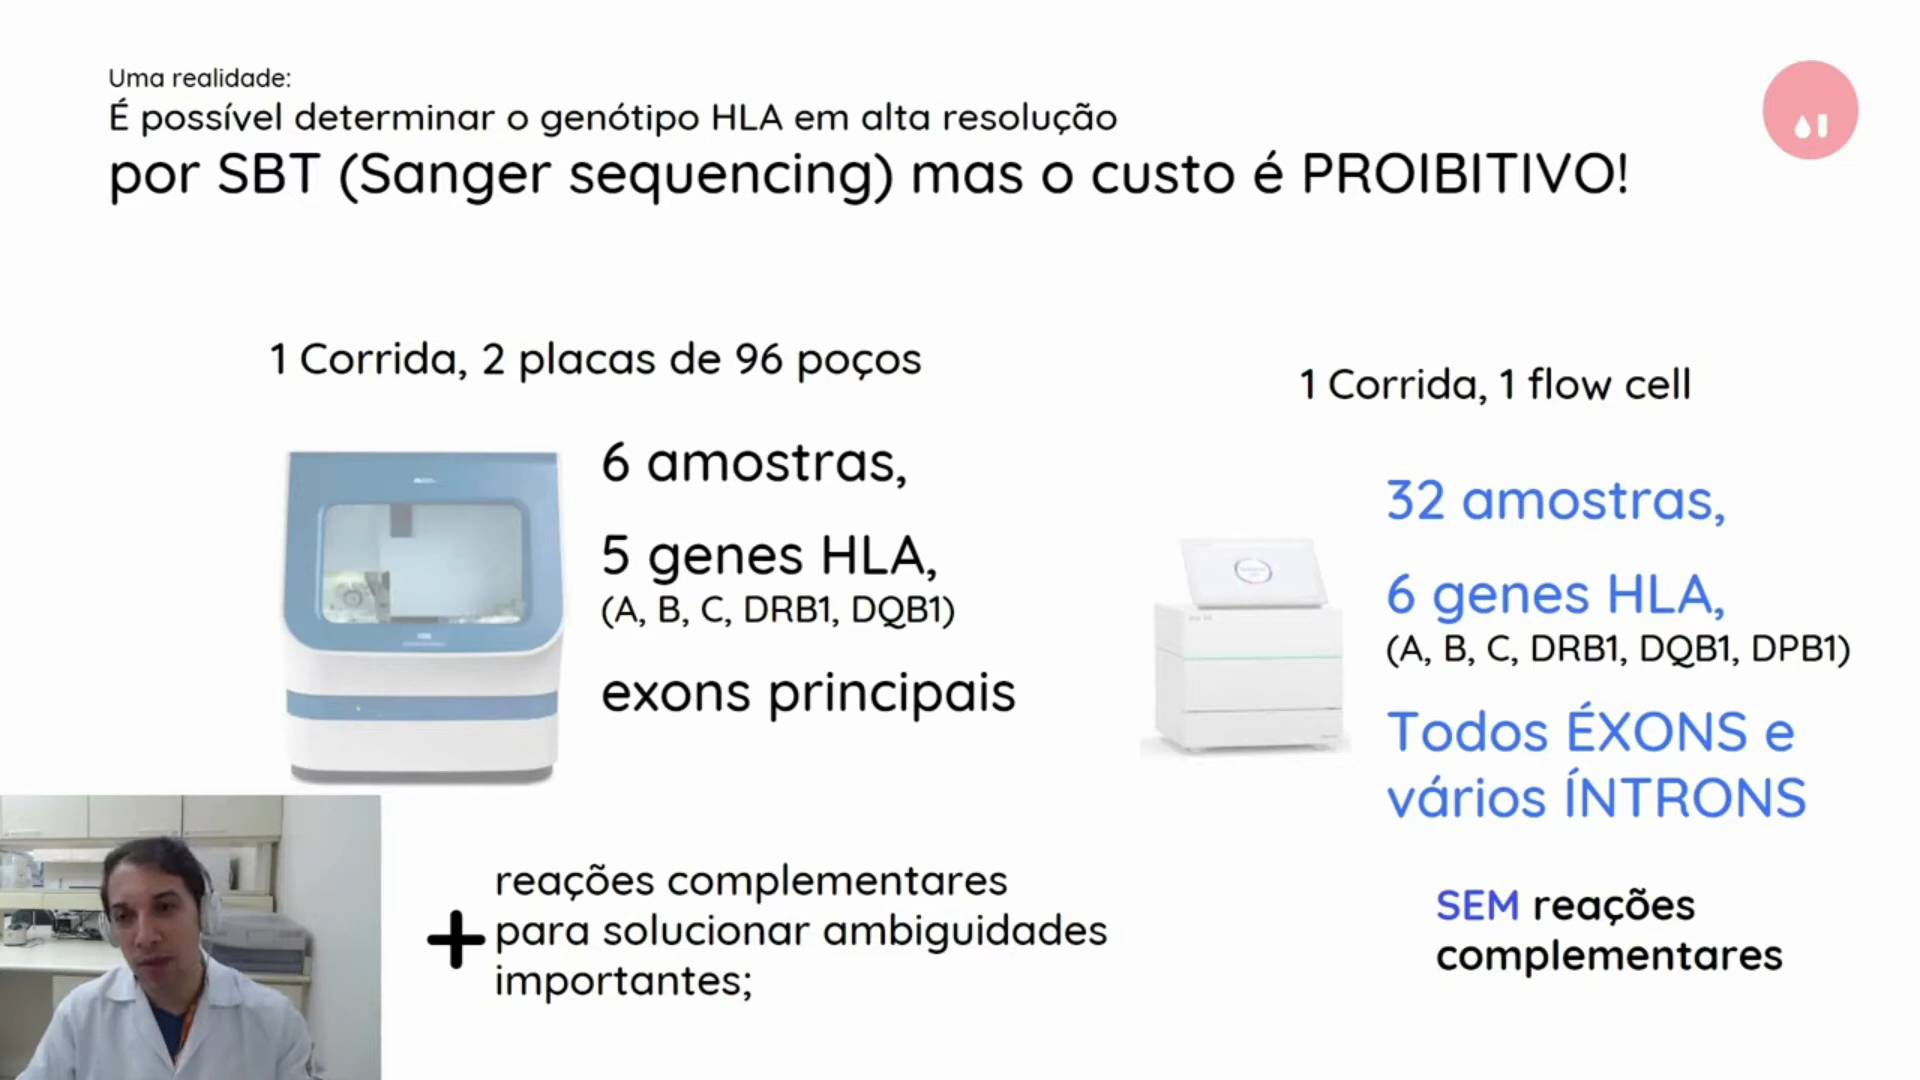 Uma realidade:
É possível determinar o genótipo HLA em alta resolução
por SBT (Sanger sequencing) mas o custo é PROIBITIVO!
1 Corrida, 2 placas de 96 poços
6 amostras,
5 genes HLA,
(A, B, C, DRB1, DQB1)
exons principais
reações complementares
para solucionar ambiguidades
importantes;
1 Corrida, 1 flow cell
32 amostras,
6 genes HLA,
(A, B, C, DRB1, DQB1, DPB1)
Todos ÉXONS e
vários ÍNTRONS
SEM reações
complementares